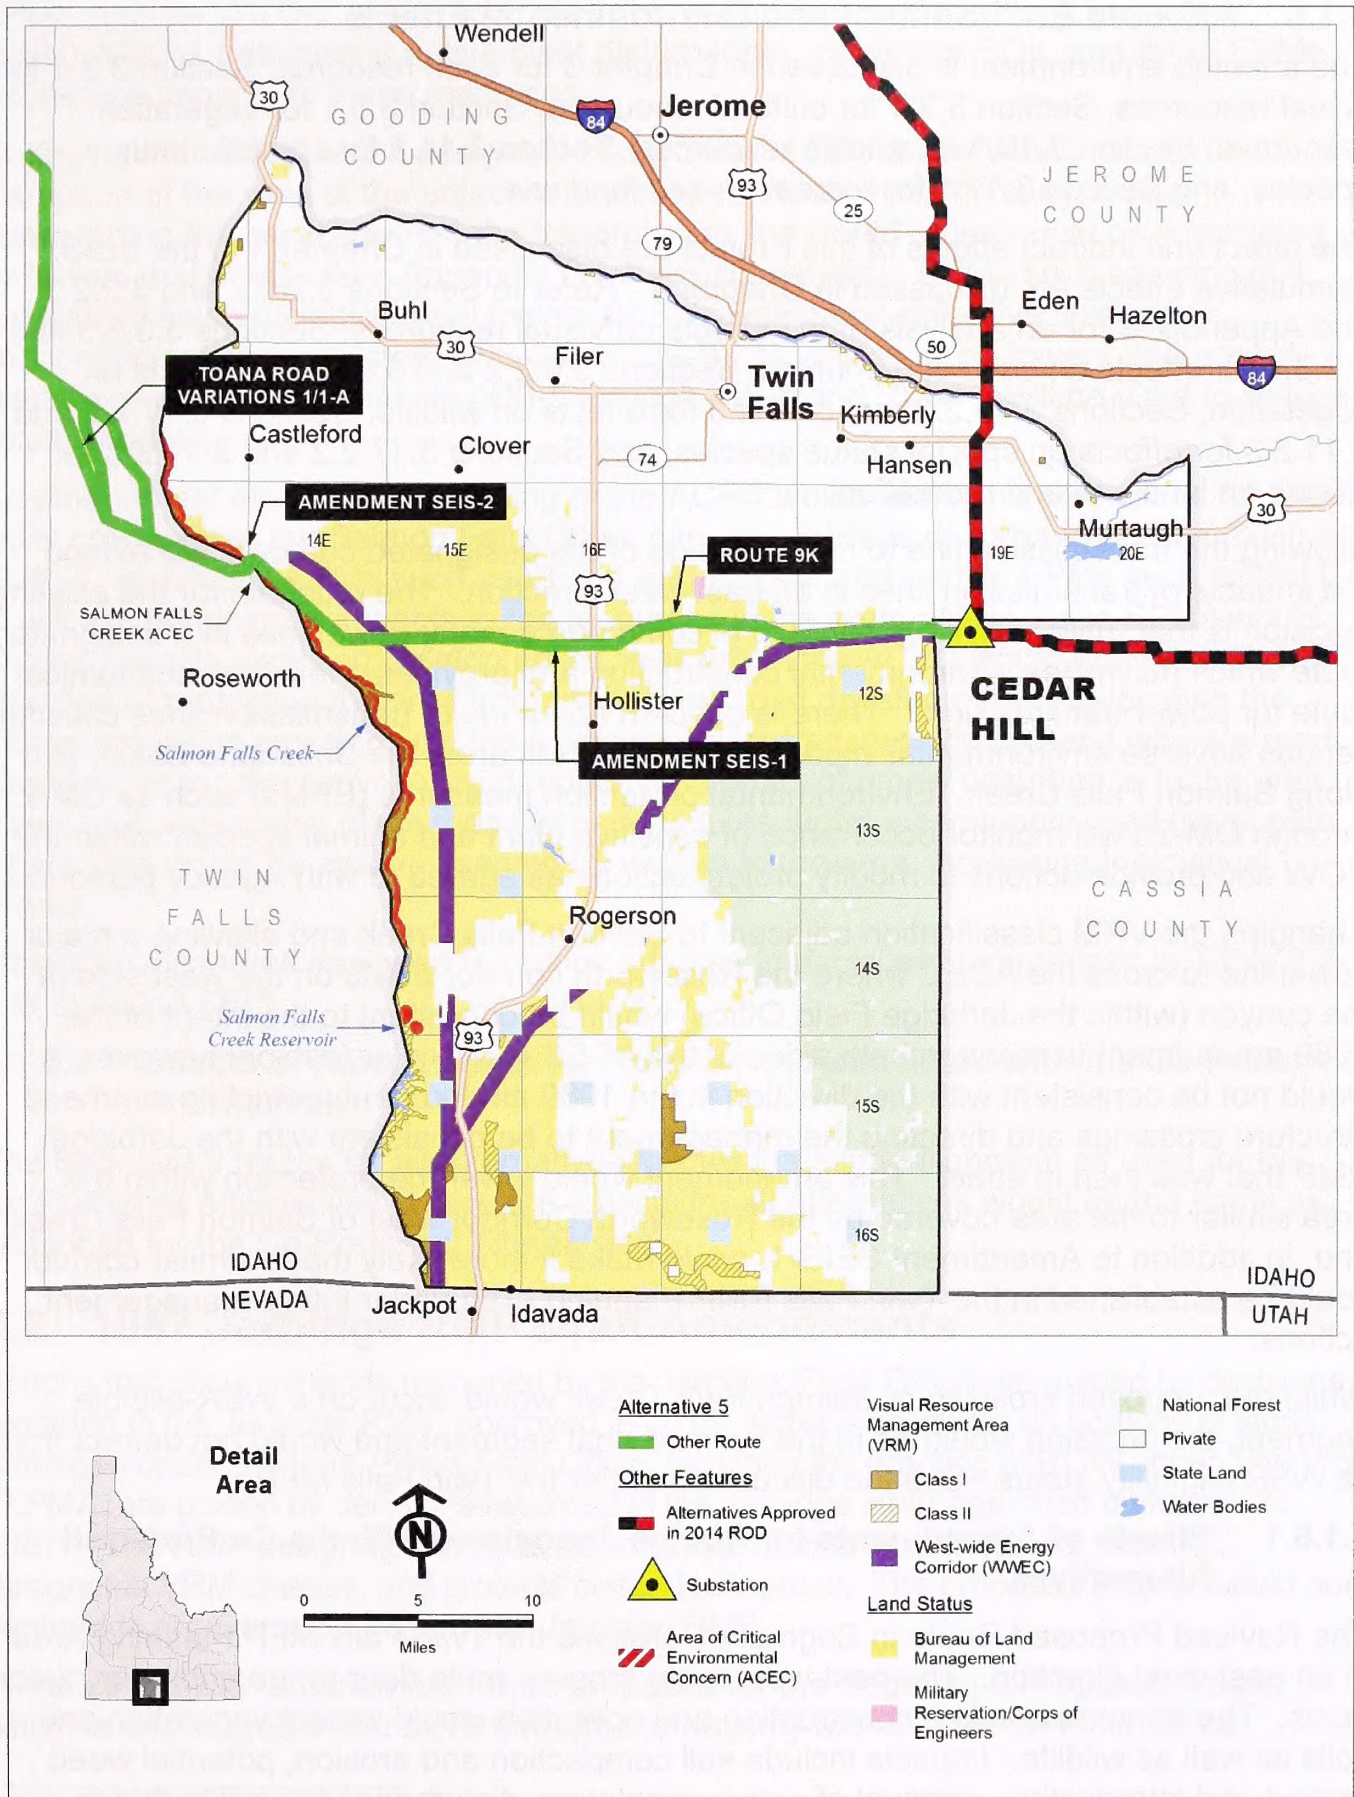 Wendell
30
GOODING
COUNTY
84
Jerome
93
JEROME
COUNTY
25
79
Eden
Hazelton
Buhl
30
Filer
50
84
TOANA ROAD
VARIATIONS 1/1-A
Twin
Falls
Castleford
Clover
Kimberly
74
Hansen
AMENDMENT SEIS-2
Murtaugh
30
14E
15E
16E
19E
20E
ROUTE 9K
93
SALMON FALLS
CREEK ACEC
Roseworth
Hollister
12S
CEDAR
HILL
Salmon Falls Creek
AMENDMENT SEIS-1
13S
TWIN
FALLS
COUNTY
CASSIA
COUNTY
Rogerson
14S
Salmon Falls
Creek Reservoir
93
15S
16S
IDAHO
NEVADA
Jackpot
Idavada
IDAHO
UTAH
Detail
Area
N
0 5 10
Miles
Alternative 5
Other Route
Other Features
Alternatives Approved
in 2014 ROD
Substation
Area of Critical
Environmental
Concern (ACEC)
Visual Resource
Management Area
(VRM)
Class I
Class II
West-wide Energy
Corridor (WWEC)
Land Status
Bureau of Land
Management
Military
Reservation/Corps of
Engineers
National Forest
Private
State Land
Water Bodies